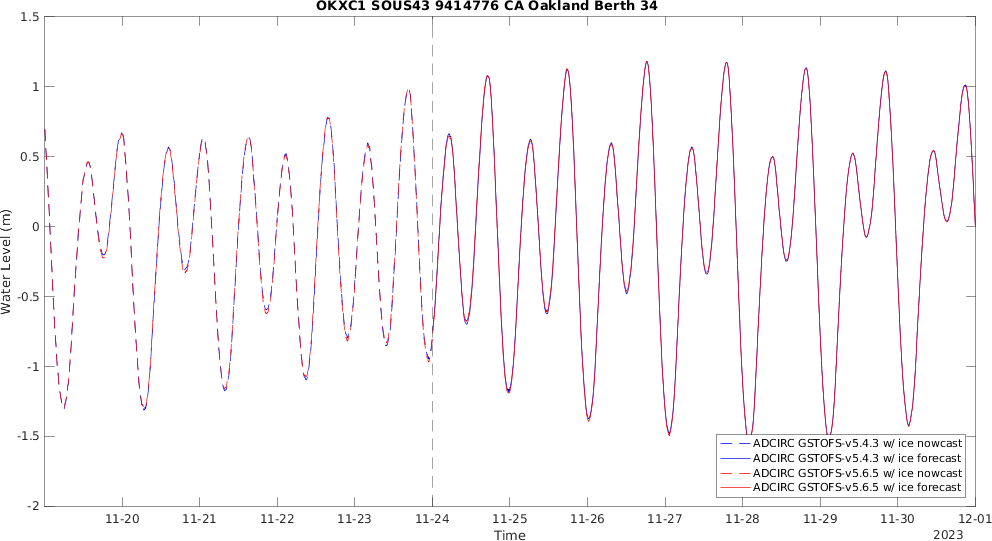 OKXC1 SOUS43 9414776 CA Oakland Berth 34
1.5
1
0.5
0
-0.5
-1
-1.5
-2
Water Level (m)
11-20 11-21 11-22 11-23 11-24 11-25 11-26 11-27 11-28 11-29 11-30 12-01
Time
2023
ADCIRC GSTOFS-v5.4.3 w/ ice nowcast
ADCIRC GSTOFS-v5.4.3 w/ ice forecast
ADCIRC GSTOFS-v5.6.5 w/ ice nowcast
ADCIRC GSTOFS-v5.6.5 w/ ice forecast